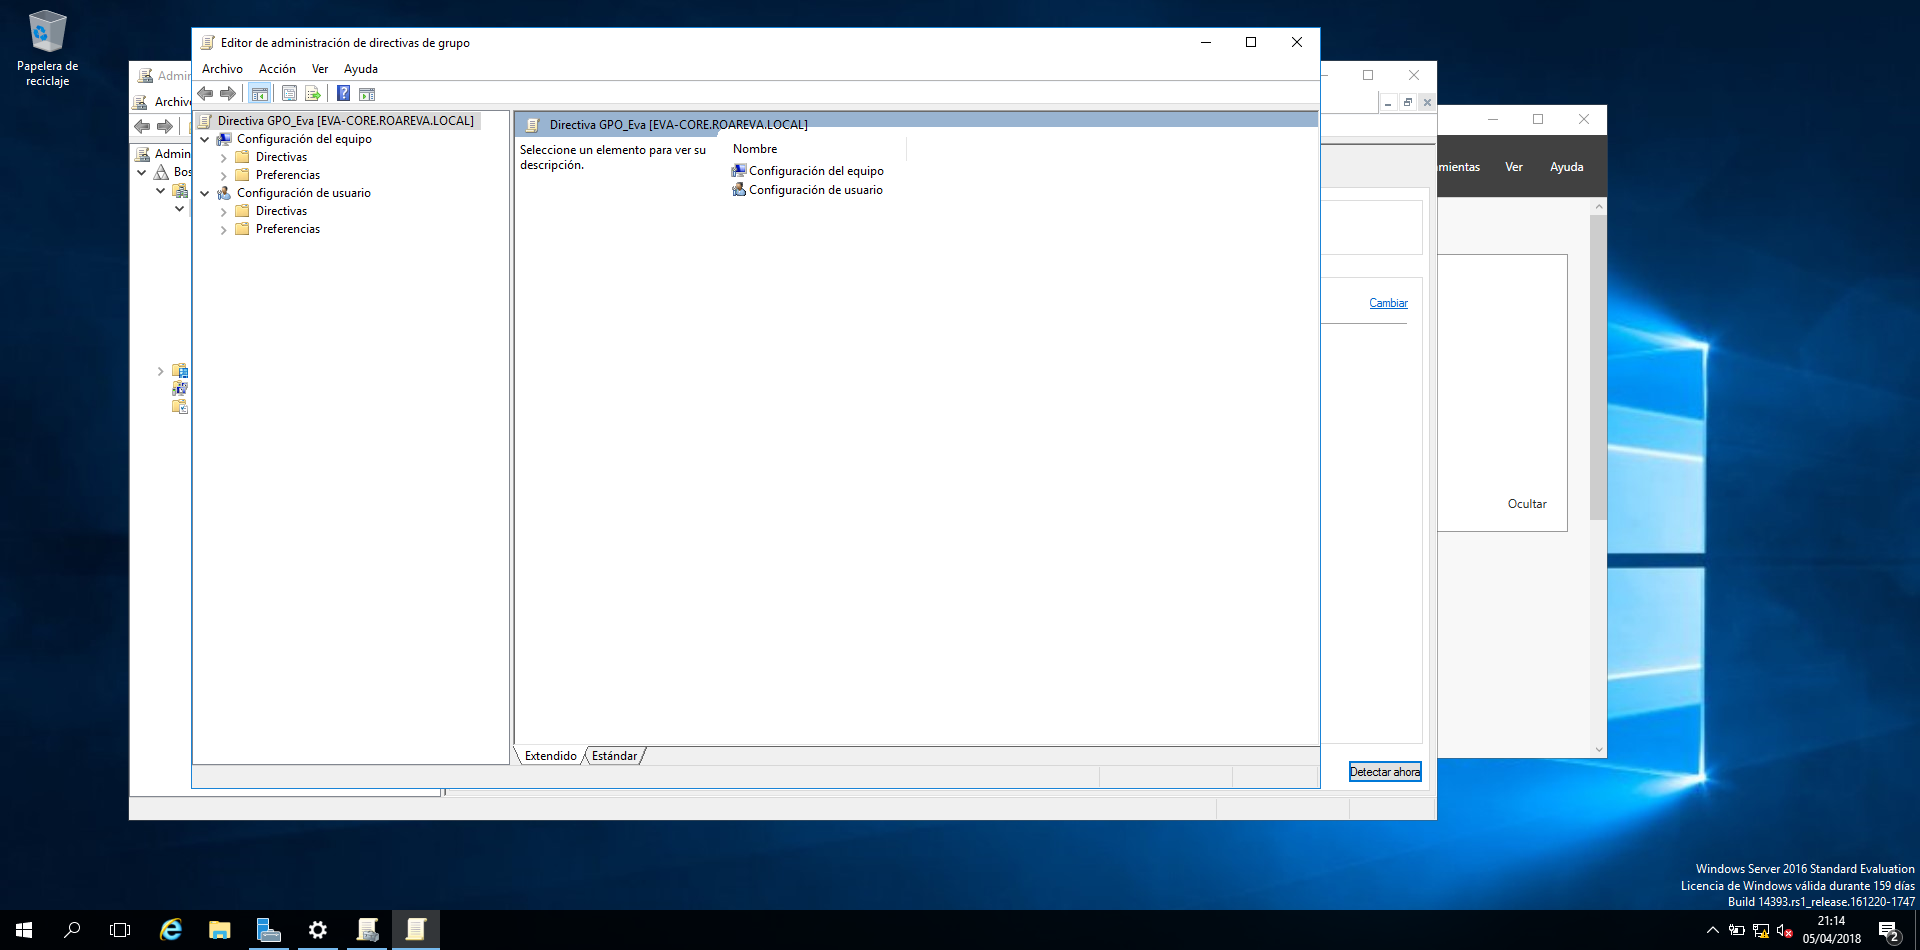 Papelera de
reciclaje
Editor de administración de directivas de grupo
Archivo Acción Ver Ayuda
Directiva GPO_Eva [EVA-CORE.ROAREVA.LOCAL]
Configuración del equipo
Directivas
Preferencias
Configuración de usuario
Directivas
Preferencias
Directiva GPO_Eva [EVA-CORE.ROAREVA.LOCAL]
Seleccione un elemento para ver su
descripción.
Nombre
Configuración del equipo
Configuración de usuario
Extendido Estándar
Admin
Archivo
Admin
Bos
Cambiar
Detectar ahora
mientas Ver Ayuda
Ocultar
Windows Server 2016 Standard Evaluation
Licencia de Windows válida durante 159 días
Build 14393.rs1_release.161220-1747
21:14
05/04/2018
2